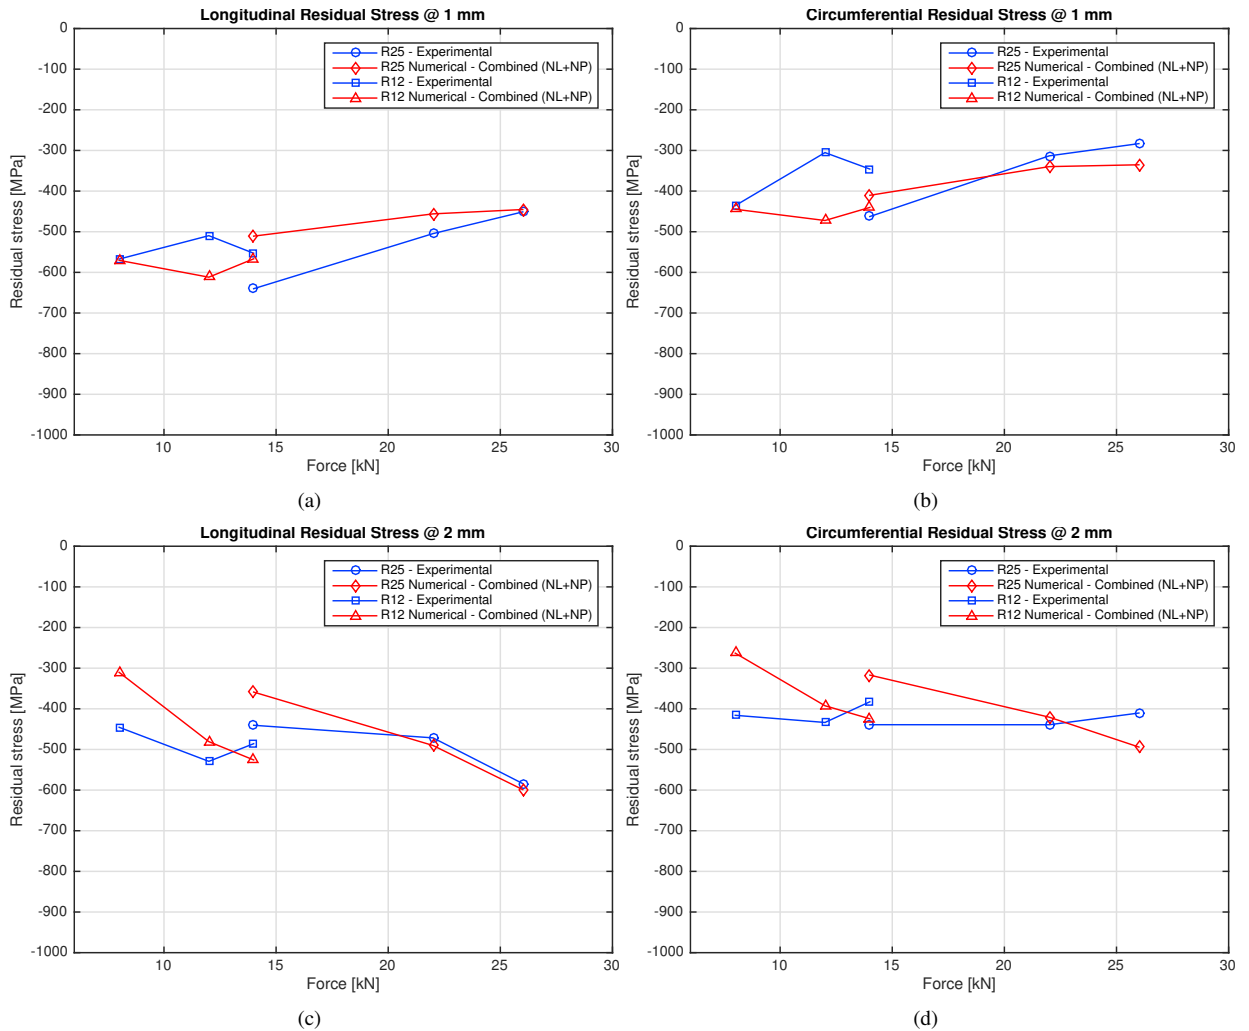 Longitudinal Residual Stress @ 1 mm
0
-100
-200
-300
-400
-500
-600
-700
-800
-900
-1000
Residual stress [MPa]
R25 - Experimental
R25 Numerical - Combined (NL+NP)
R12 - Experimental
R12 Numerical - Combined (NL+NP)
10
15
20
25
30
Force [kN]
(a)
Circumferential Residual Stress @ 1 mm
0
-100
-200
-300
-400
-500
-600
-700
-800
-900
-1000
Residual stress [MPa]
R25 - Experimental
R25 Numerical - Combined (NL+NP)
R12 - Experimental
R12 Numerical - Combined (NL+NP)
10
15
20
25
30
Force [kN]
(b)
Longitudinal Residual Stress @ 2 mm
0
-100
-200
-300
-400
-500
-600
-700
-800
-900
-1000
Residual stress [MPa]
R25 - Experimental
R25 Numerical - Combined (NL+NP)
R12 - Experimental
R12 Numerical - Combined (NL+NP)
10
15
20
25
30
Force [kN]
(c)
Circumferential Residual Stress @ 2 mm
0
-100
-200
-300
-400
-500
-600
-700
-800
-900
-1000
Residual stress [MPa]
R25 - Experimental
R25 Numerical - Combined (NL+NP)
R12 - Experimental
R12 Numerical - Combined (NL+NP)
10
15
20
25
30
Force [kN]
(d)